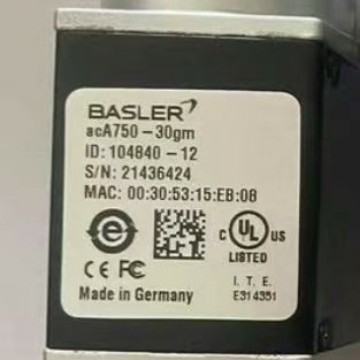 BASLER
acA750-30gm
ID: 104840-12
S/N: 21436424
MAC: 00:30:53:15:EB:08
e
C UL US
LISTED
CE FC
I. T. E.
Made in Germany
E314351